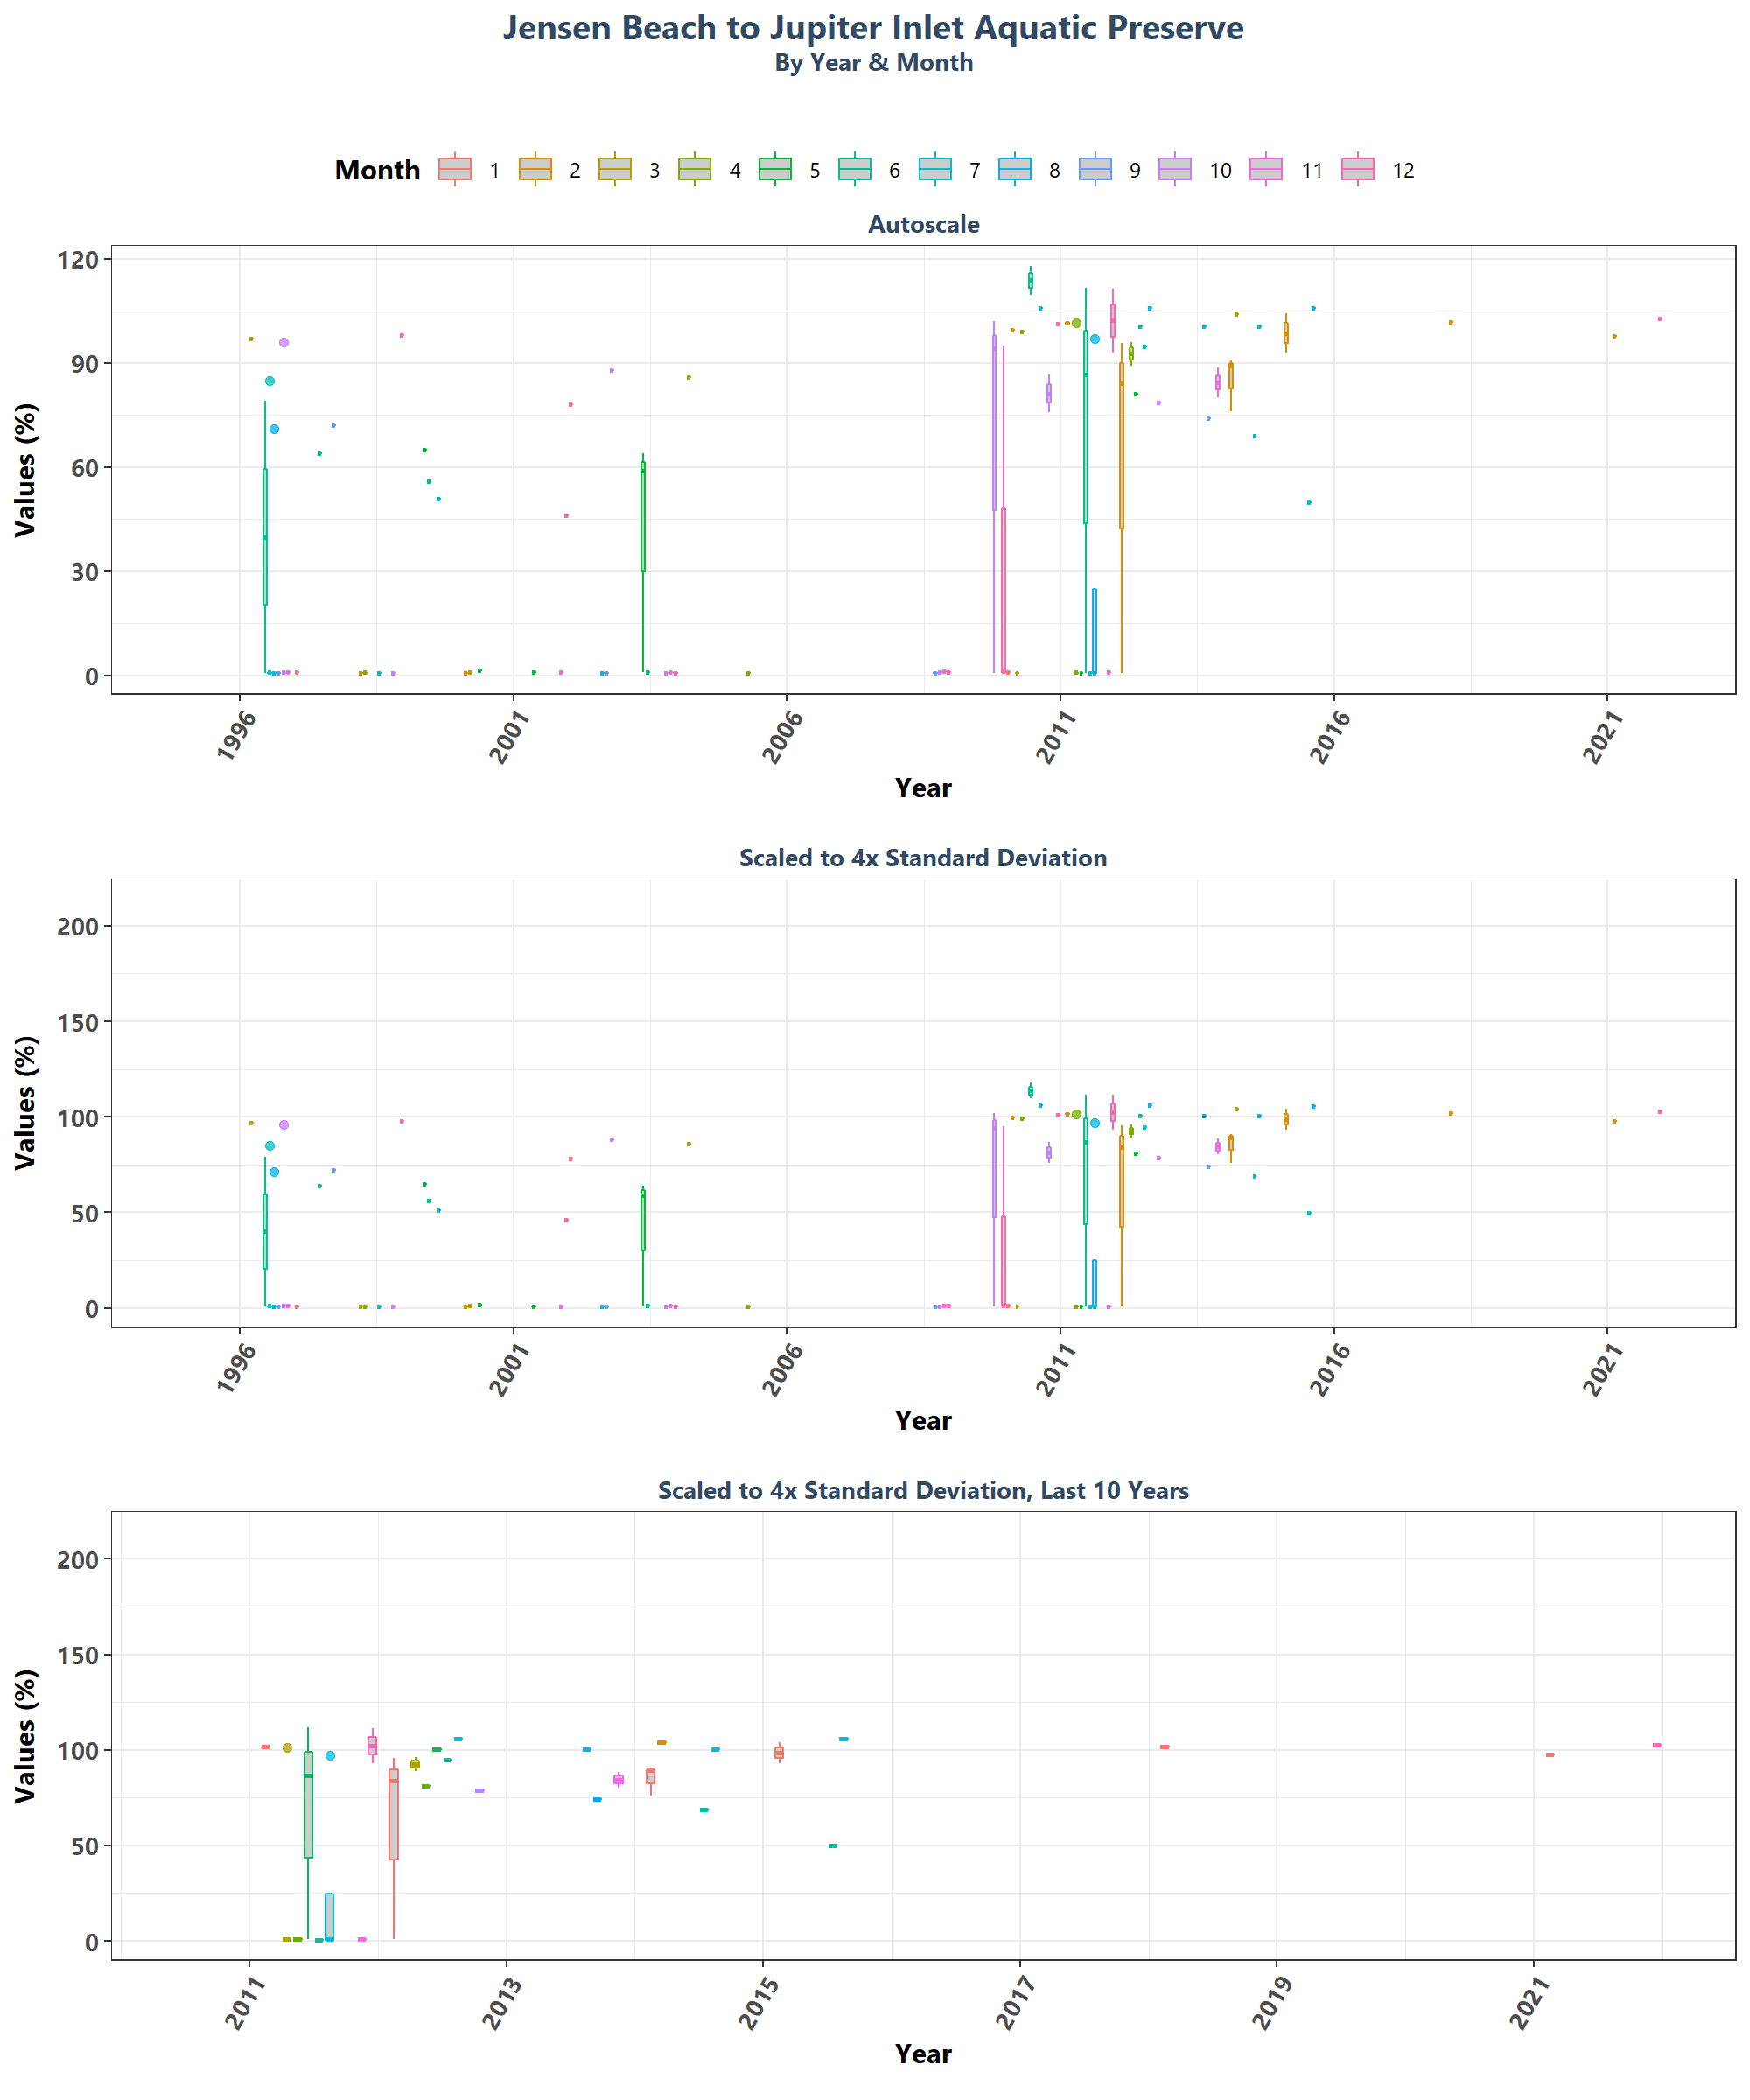 Jensen Beach to Jupiter Inlet Aquatic Preserve
By Year & Month
Month 1 2 3 4 5 6 7 8 9 10 11 12
Autoscale
Values (%)
120
90
60
30
0
1996 2001 2006 2011 2016 2021
Year
Scaled to 4x Standard Deviation
Values (%)
200
150
100
50
0
1996 2001 2006 2011 2016 2021
Year
Scaled to 4x Standard Deviation, Last 10 Years
Values (%)
200
150
100
50
0
2011 2013 2015 2017 2019 2021
Year